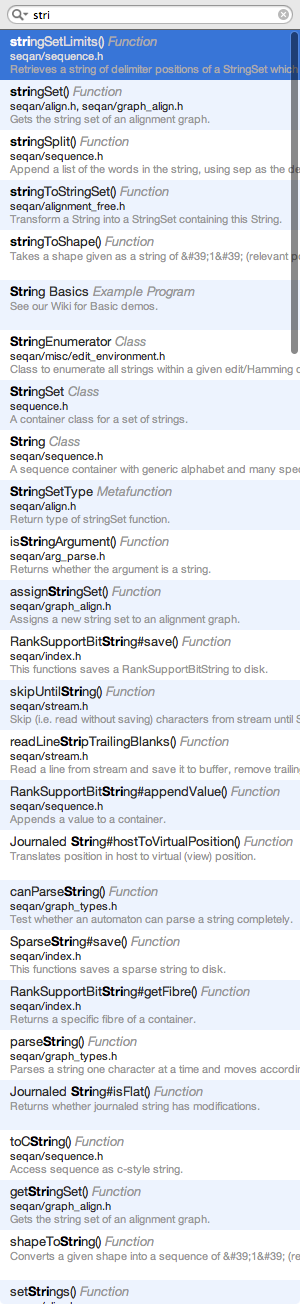 stri
stringSetLimits() Function
seqan/sequence.h
Retrieves a string of delimiter positions of a StringSet which
stringSet() Function
seqan/align.h, seqan/graph_align.h
Gets the string set of an alignment graph.
stringSplit() Function
seqan/sequence.h
Append a list of the words in the string, using sep as the de
stringToStringSet() Function
seqan/alignment_free.h
Transform a String into a StringSet containing this String.
stringToShape() Function
Takes a shape given as a string of &#39;1&#39; (relevant po
String Basics Example Program
See our Wiki for Basic demos.
StringEnumerator Class
seqan/misc/edit_environment.h
Class to enumerate all strings within a given edit/Hamming d
StringSet Class
sequence.h
A container class for a set of strings.
String Class
seqan/sequence.h
A sequence container with generic alphabet and many spec
StringSetType Metafunction
seqan/align.h
Return type of stringSet function.
isStringArgument() Function
seqan/arg_parse.h
Returns whether the argument is a string.
assignStringSet() Function
seqan/graph_align.h
Assigns a new string set to an alignment graph.
RankSupportBitString#save() Function
seqan/index.h
This functions saves a RankSupportBitString to disk.
skipUntilString() Function
seqan/stream.h
Skip (i.e. read without saving) characters from stream until S
readLineStripTrailingBlanks() Function
seqan/stream.h
Read a line from stream and save it to buffer, remove trailin
RankSupportBitString#appendValue() Function
seqan/sequence.h
Appends a value to a container.
Journaled String#hostToVirtualPosition() Function
Translates position in host to virtual (view) position.
canParseString() Function
seqan/graph_types.h
Test whether an automaton can parse a string completely.
SparseString#save() Function
seqan/index.h
This functions saves a sparse string to disk.
RankSupportBitString#getFibre() Function
seqan/index.h
Returns a specific fibre of a container.
parseString() Function
seqan/graph_types.h
Parses a string one character at a time and moves accordin
Journaled String#isFlat() Function
Returns whether journaled string has modifications.
toCString() Function
seqan/sequence.h
Access sequence as c-style string.
getStringSet() Function
seqan/graph_align.h
Gets the string set of an alignment graph.
shapeToString() Function
Converts a given shape into a sequence of &#39;1&#39; (re
setStrings() Function